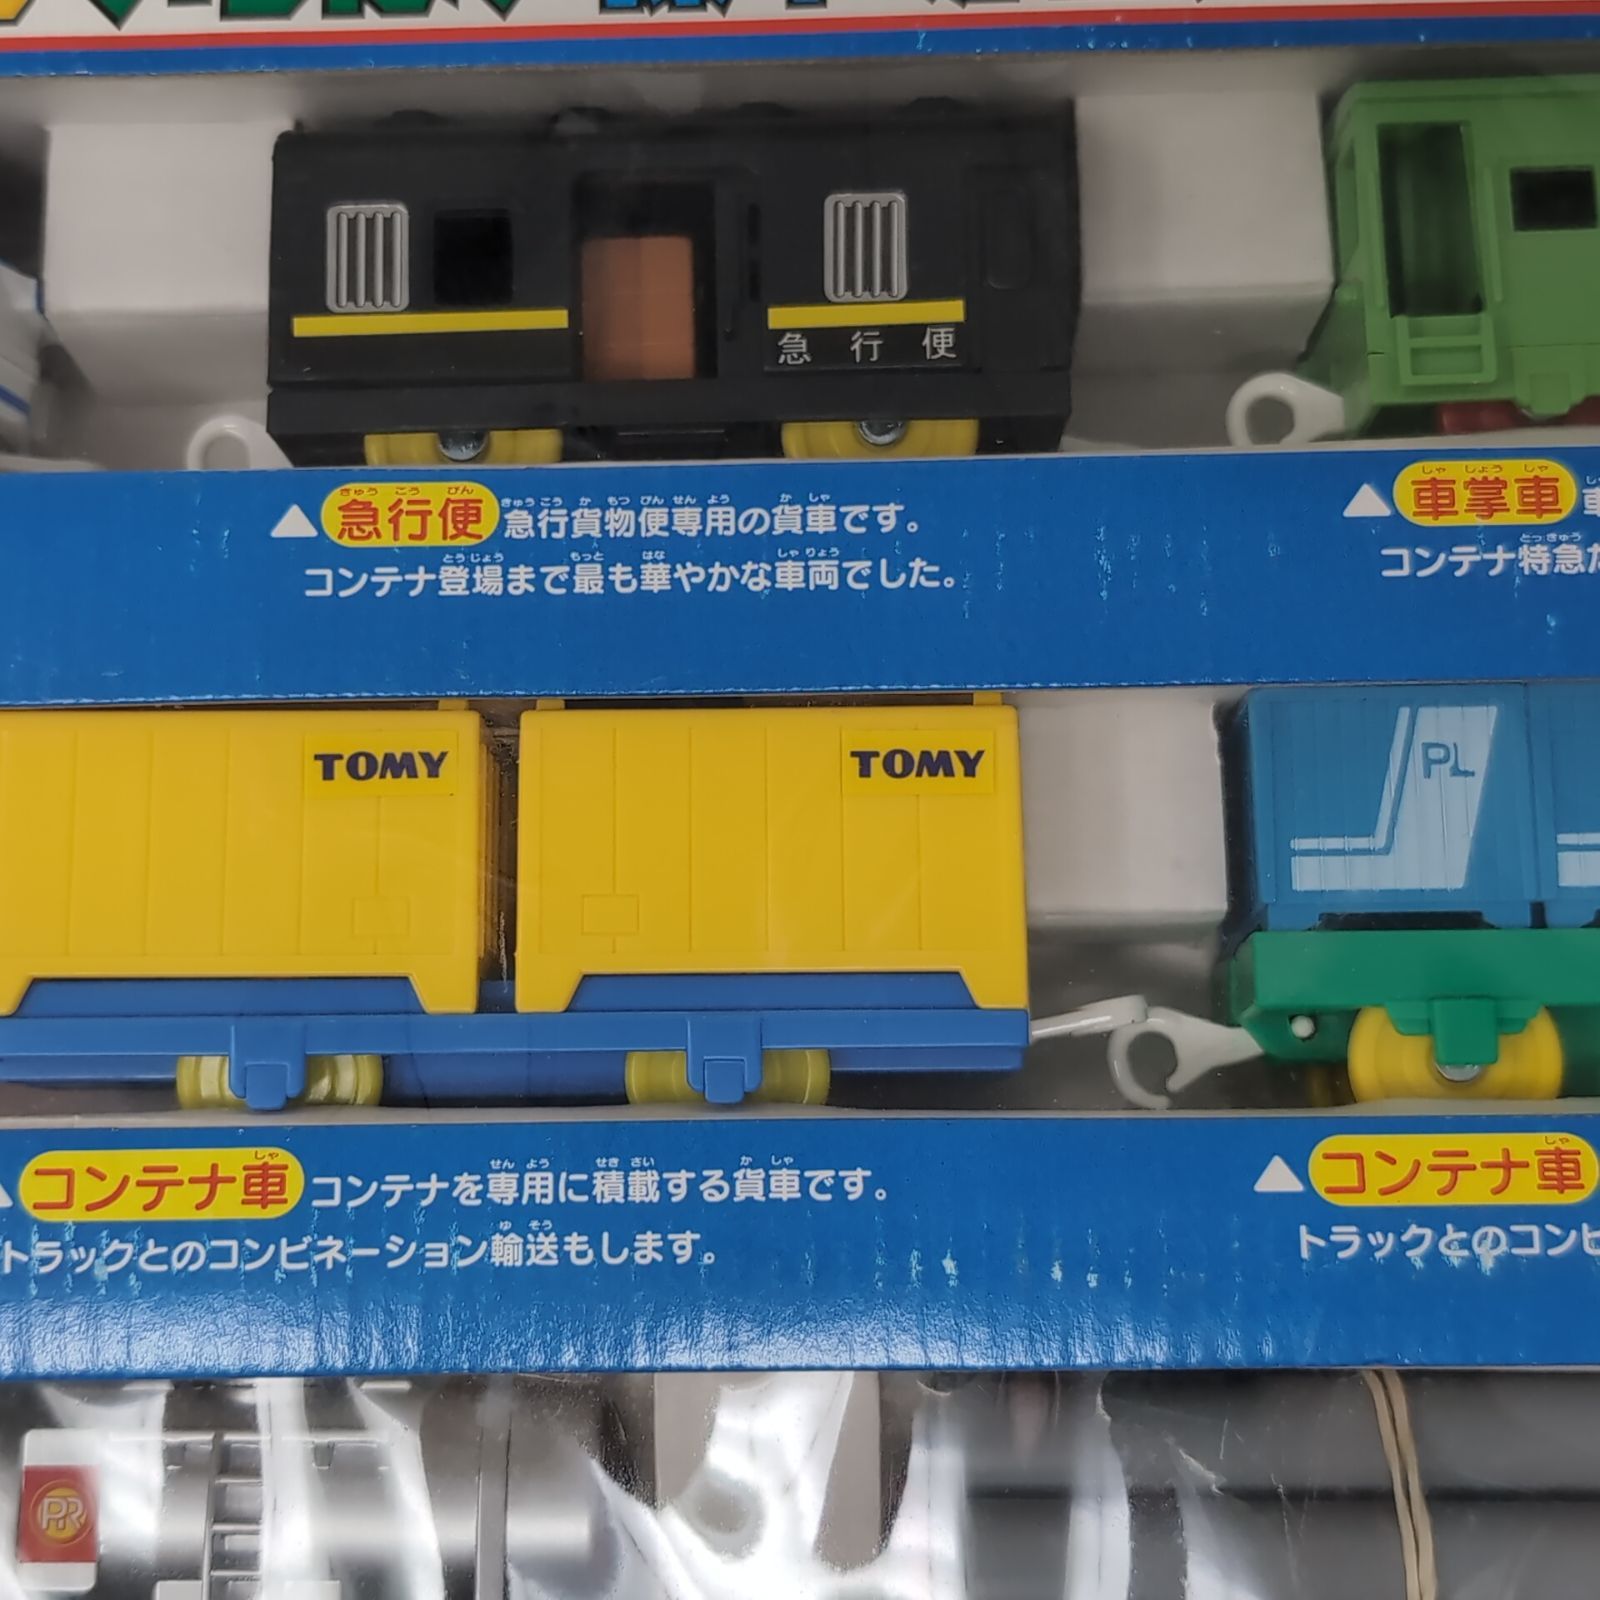 急行便
急行便 急行貨物便専用の貨車です。
コンテナ登場まで最も華やかな車両でした。
車掌車
コンテナ特急
TOMY
TOMY
PL
コンテナ車 コンテナを専用に積載する貨車です。
トラックとのコンビネーション輸送もします。
コンテナ車
トラックとのコンビ
PR